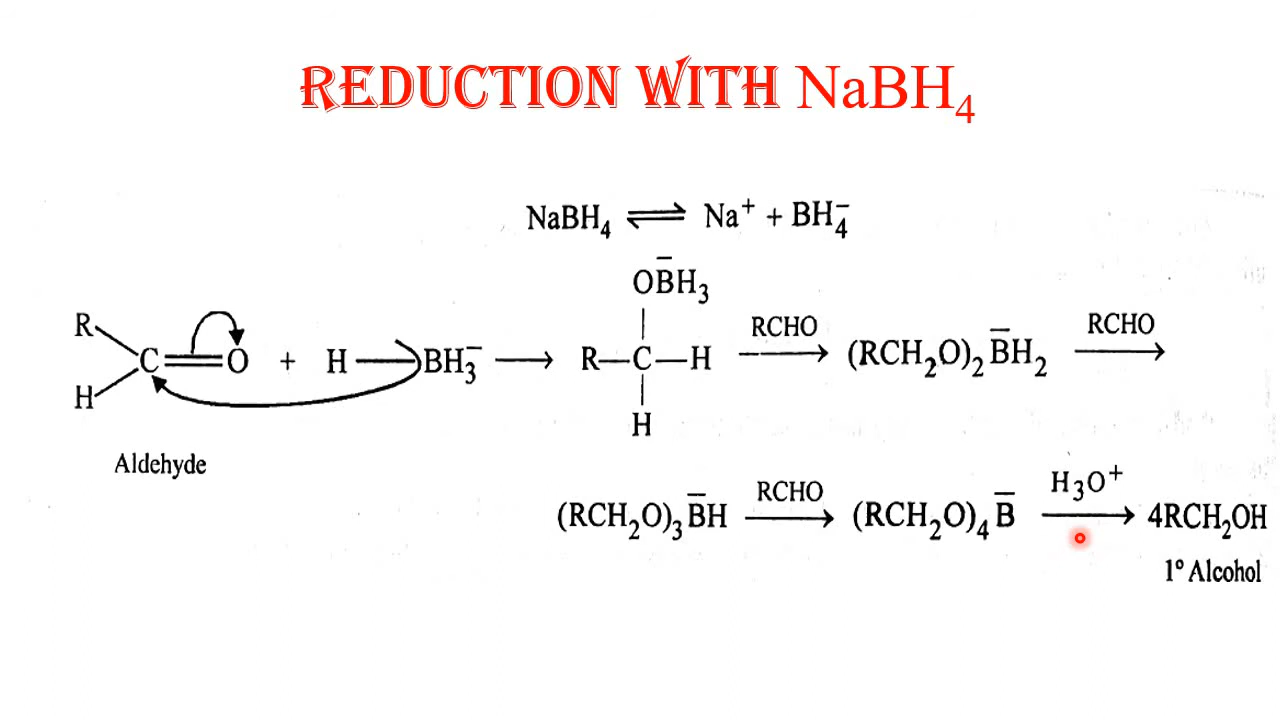 REDUCTION WITH NaBH₄
NaBH₄ ⇌ Na⁺ + BH₄⁻
OB̄H₃
R
C=O + H—BH₃⁻ → R—C—H RCHO → (RCH₂O)₂B̄H₂ RCHO →
H
H
Aldehyde
(RCH₂O)₃B̄H RCHO → (RCH₂O)₄B̄ H₃O⁺ → 4RCH₂OH
1° Alcohol